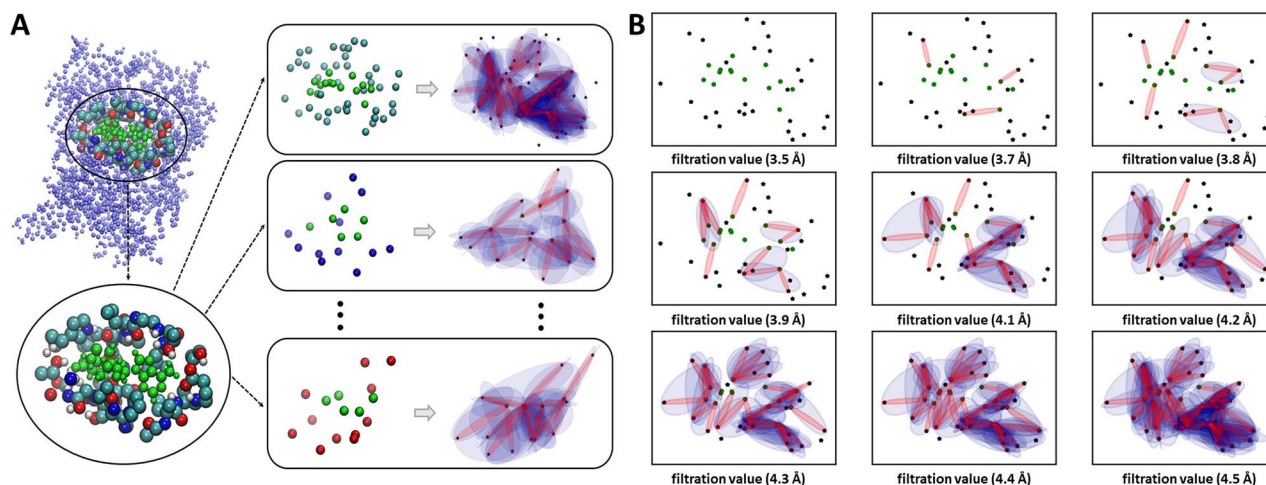 A
B
filtration value (3.5 Å)
filtration value (3.7 Å)
filtration value (3.8 Å)
filtration value (3.9 Å)
filtration value (4.1 Å)
filtration value (4.2 Å)
filtration value (4.3 Å)
filtration value (4.4 Å)
filtration value (4.5 Å)